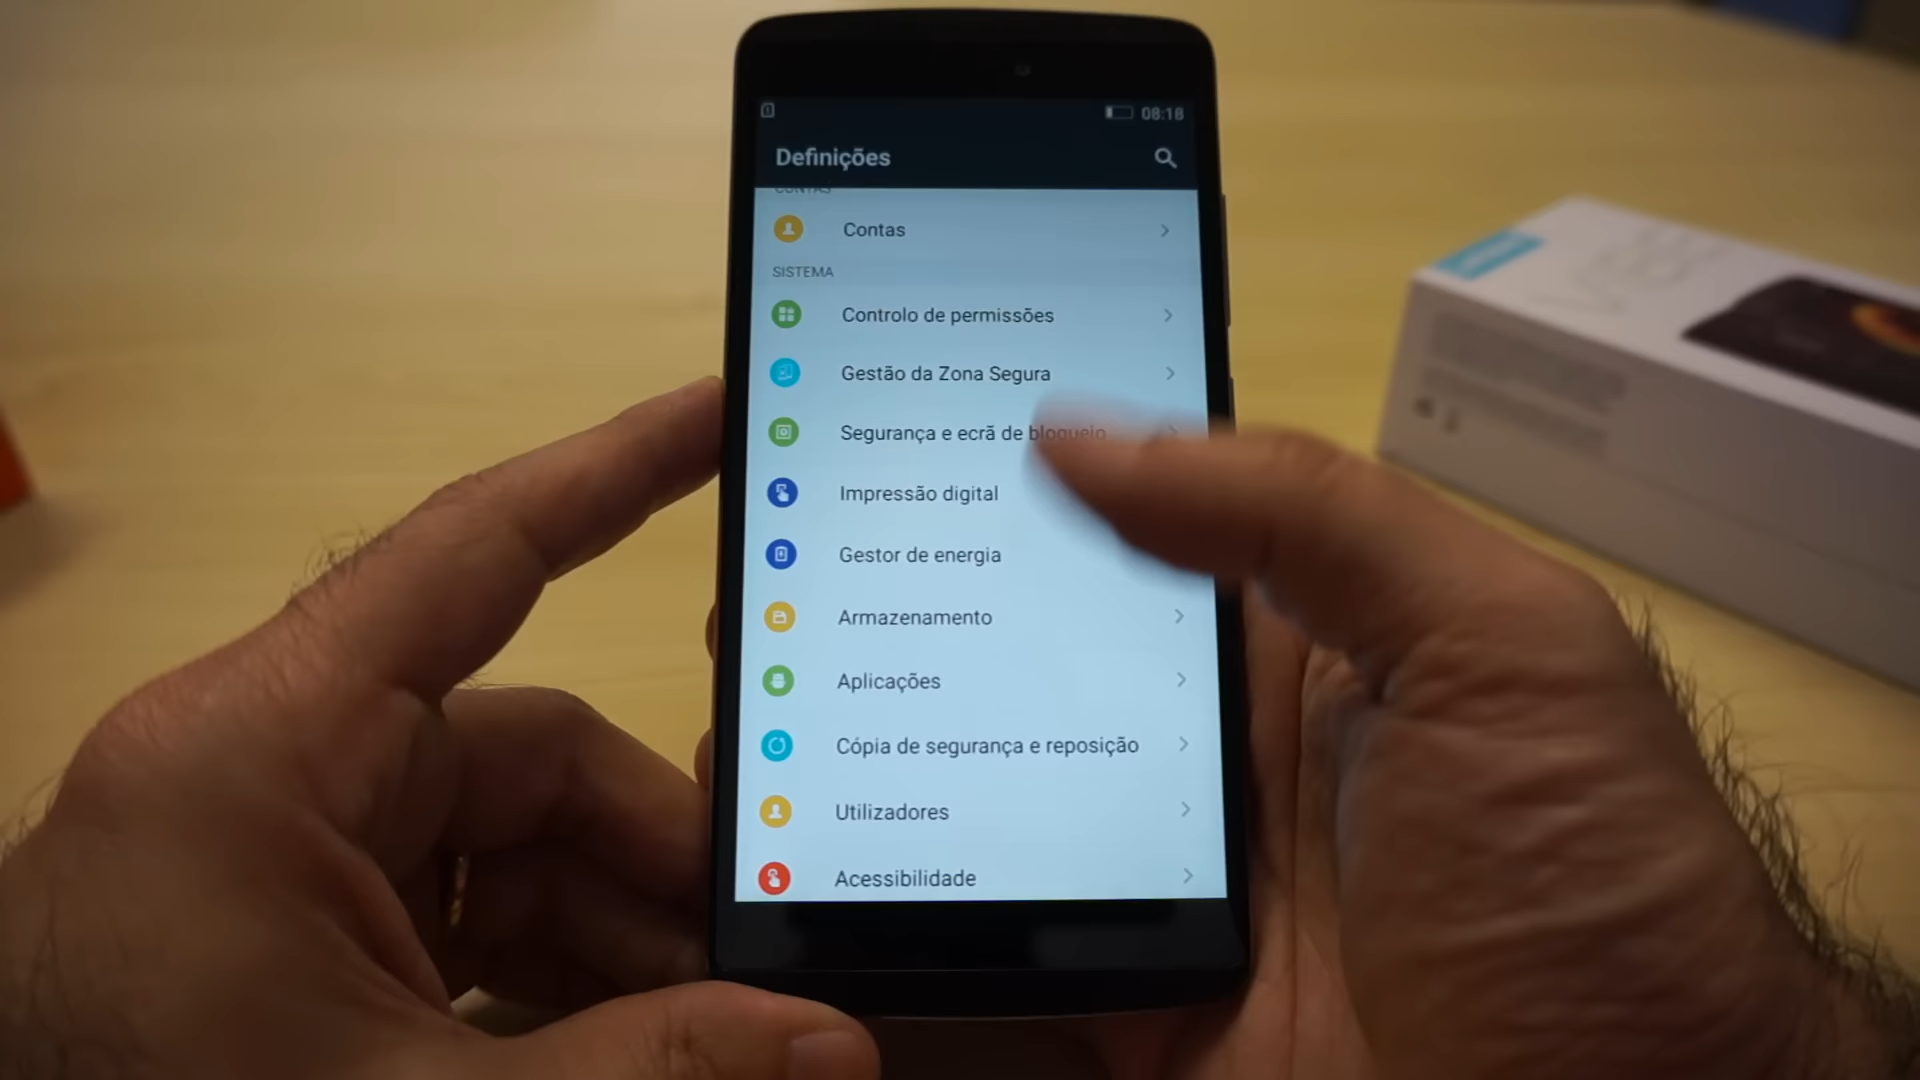 08:18
Definições
CONTAS
Contas
SISTEMA
Controlo de permissões
Gestão da Zona Segura
Segurança e ecrã de bloqueio
Impressão digital
Gestor de energia
Armazenamento
Aplicações
Cópia de segurança e reposição
Utilizadores
Acessibilidade